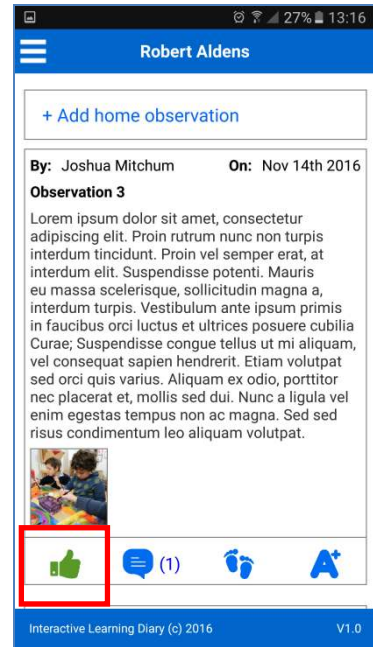 27% 13:16
Robert Aldens
+ Add home observation
By: Joshua Mitchum On: Nov 14th 2016
Observation 3
Lorem ipsum dolor sit amet, consectetur
adipiscing elit. Proin rutrum nunc non turpis
interdum tincidunt. Proin vel semper erat, at
interdum elit. Suspendisse potenti. Mauris
eu massa scelerisque, sollicitudin magna a,
interdum turpis. Vestibulum ante ipsum primis
in faucibus orci luctus et ultrices posuere cubilia
Curae; Suspendisse congue tellus ut mi aliquam,
vel consequat sapien hendrerit. Etiam volutpat
sed orci quis varius. Aliquam ex odio, porttitor
nec placerat et, mollis sed dui. Nunc a ligula vel
enim egestas tempus non ac magna. Sed sed
risus condimentum leo aliquam volutpat.
(1) A+
Interactive Learning Diary (c) 2016 V1.0